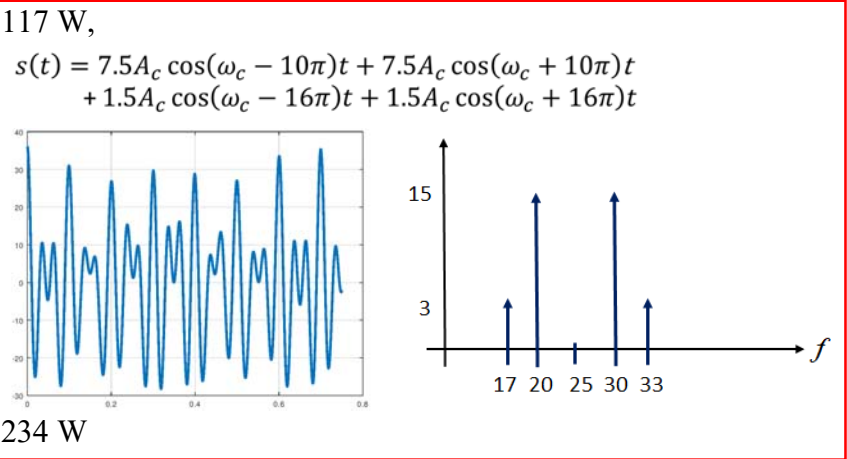 117 W,
s(t) = 7.5A_c cos(ω_c − 10π)t + 7.5A_c cos(ω_c + 10π)t
+ 1.5A_c cos(ω_c − 16π)t + 1.5A_c cos(ω_c + 16π)t
40
30
20
10
0
-10
-20
-30
0 0.2 0.4 0.6 0.8
15
3
f
17 20 25 30 33
234 W